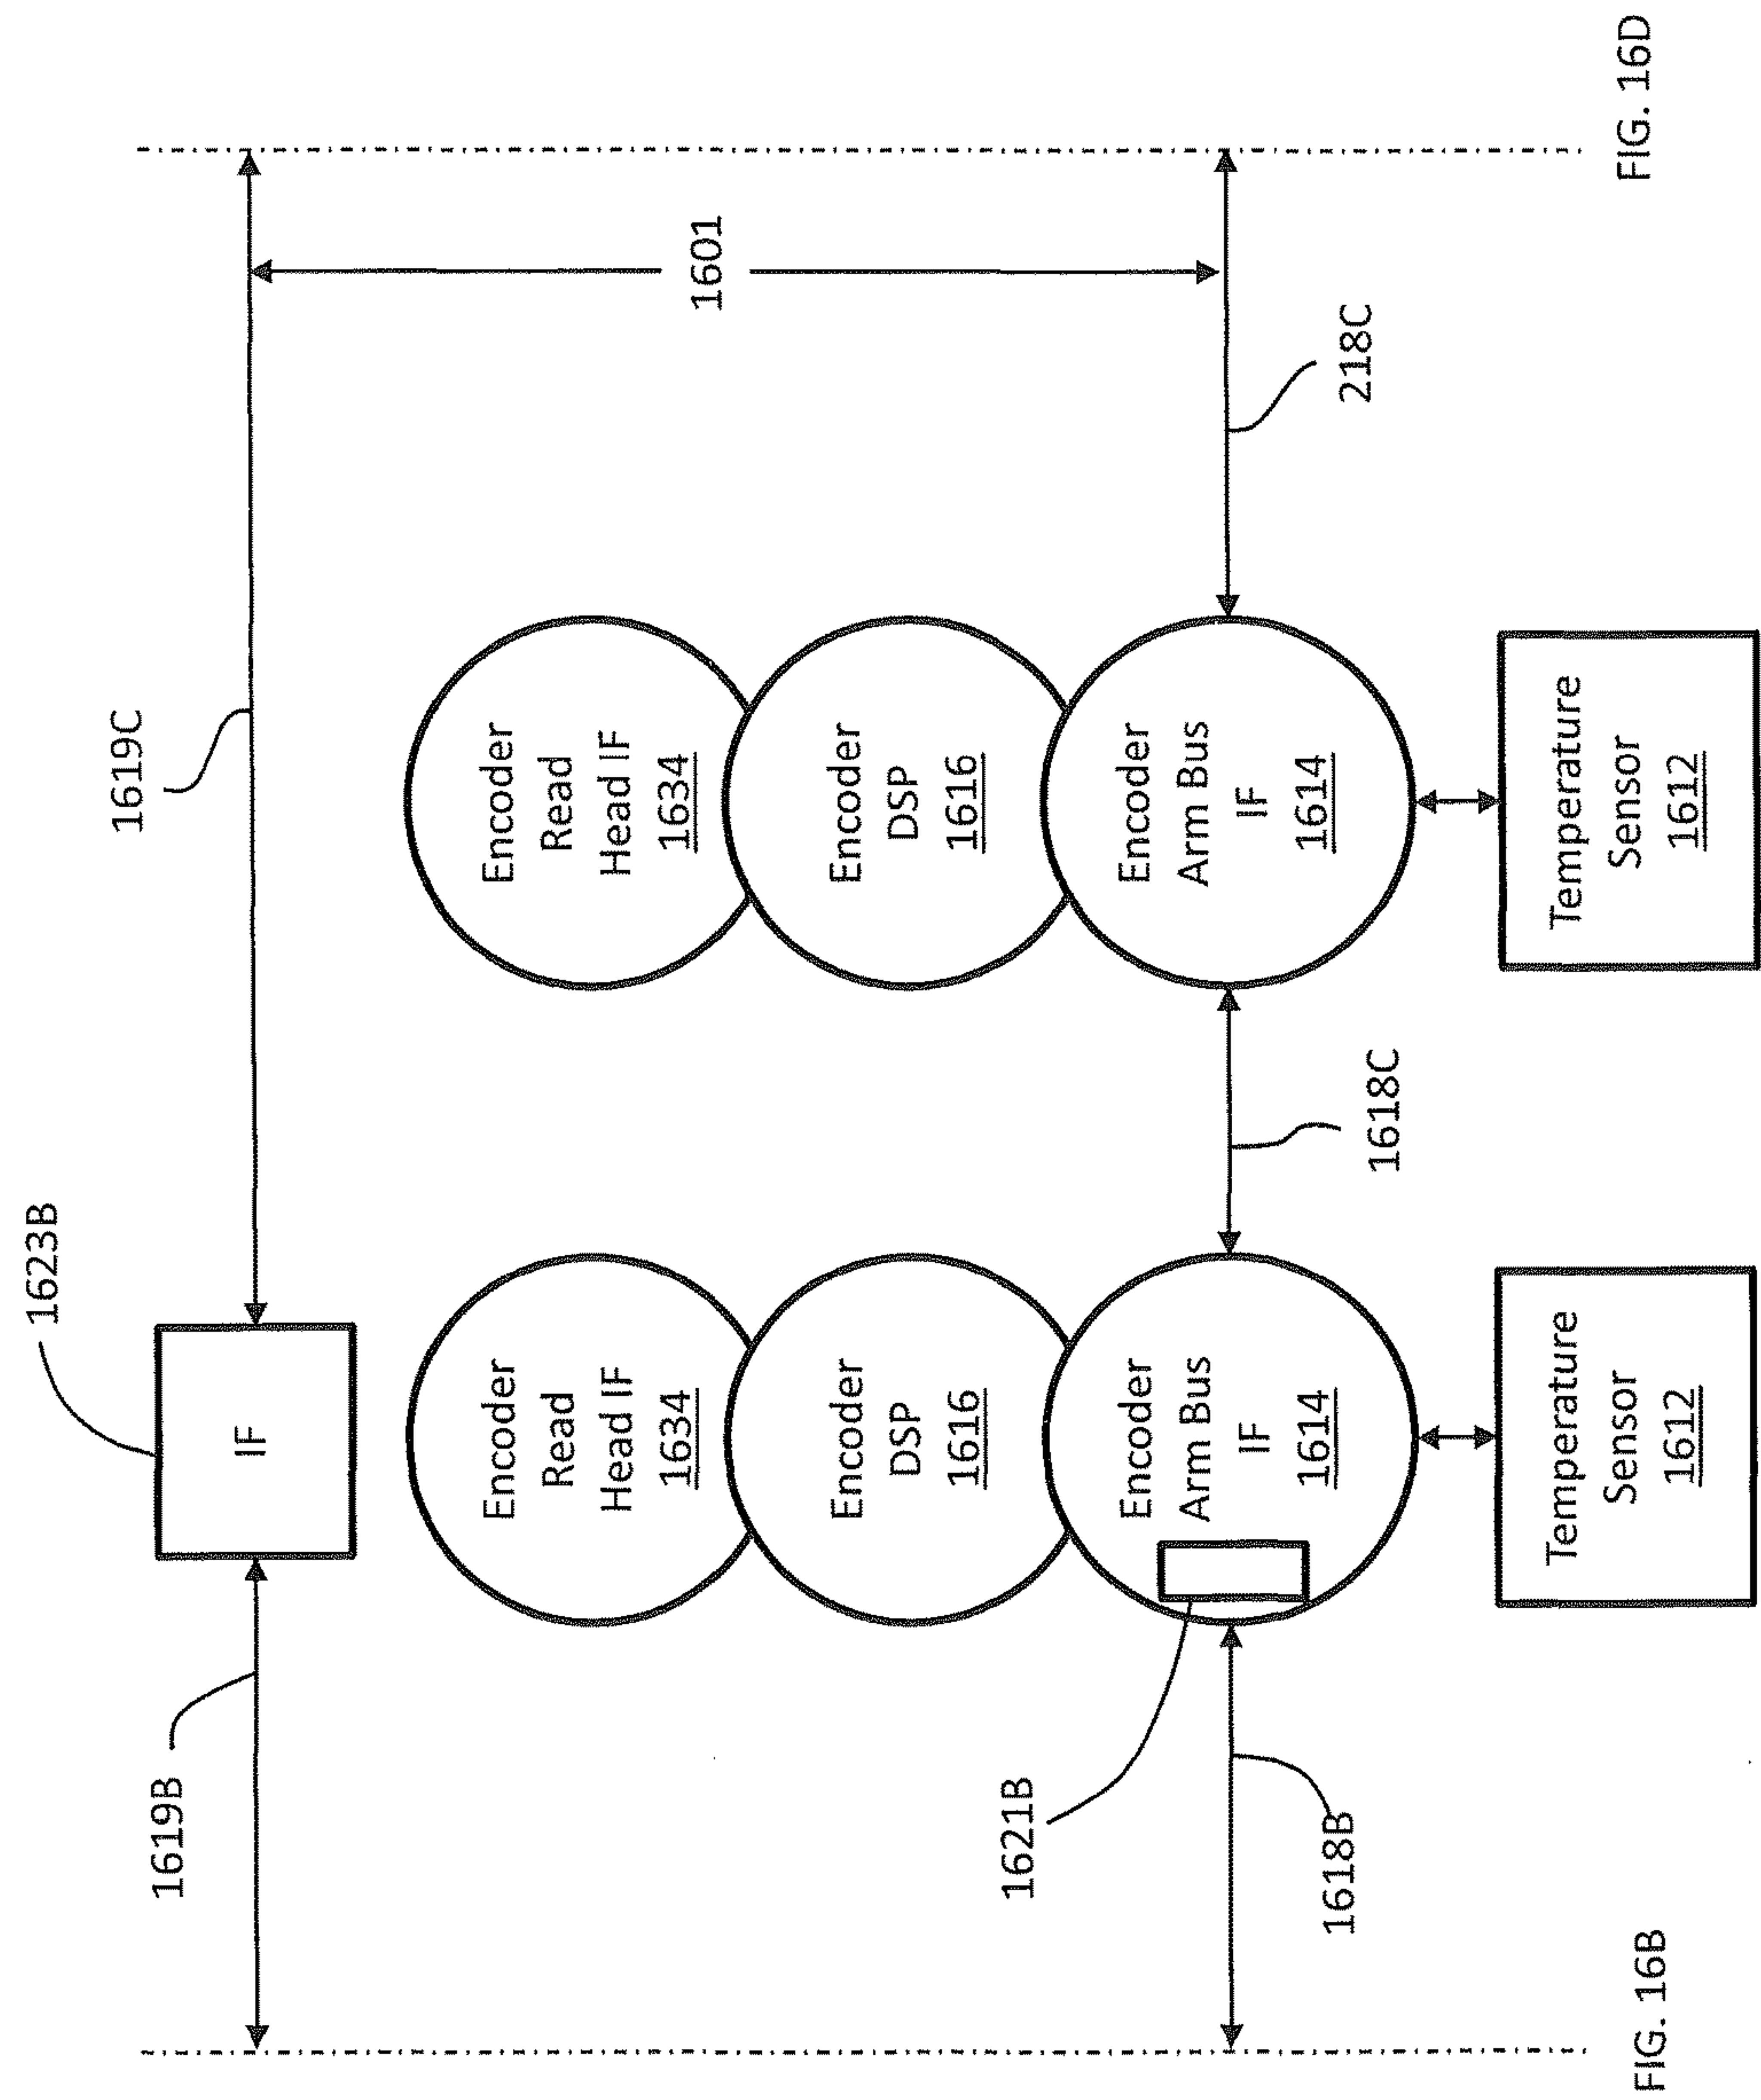 1623B
1619B
IF
1619C
1601
Encoder
Read
Head IF
1634
Encoder
DSP
1616
Encoder
Arm Bus
IF
1614
Temperature
Sensor
1612
Encoder
Read
Head IF
1634
Encoder
DSP
1616
Encoder
Arm Bus
IF
1614
Temperature
Sensor
1612
1621B
1618B
1618C
218C
FIG. 16B
FIG. 16D